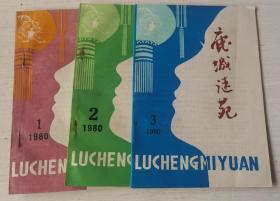 1
1980
LUCHENG
2
1980
LUCHENG
鹿城谜苑
3
1980
LUCHENGMIYUAN